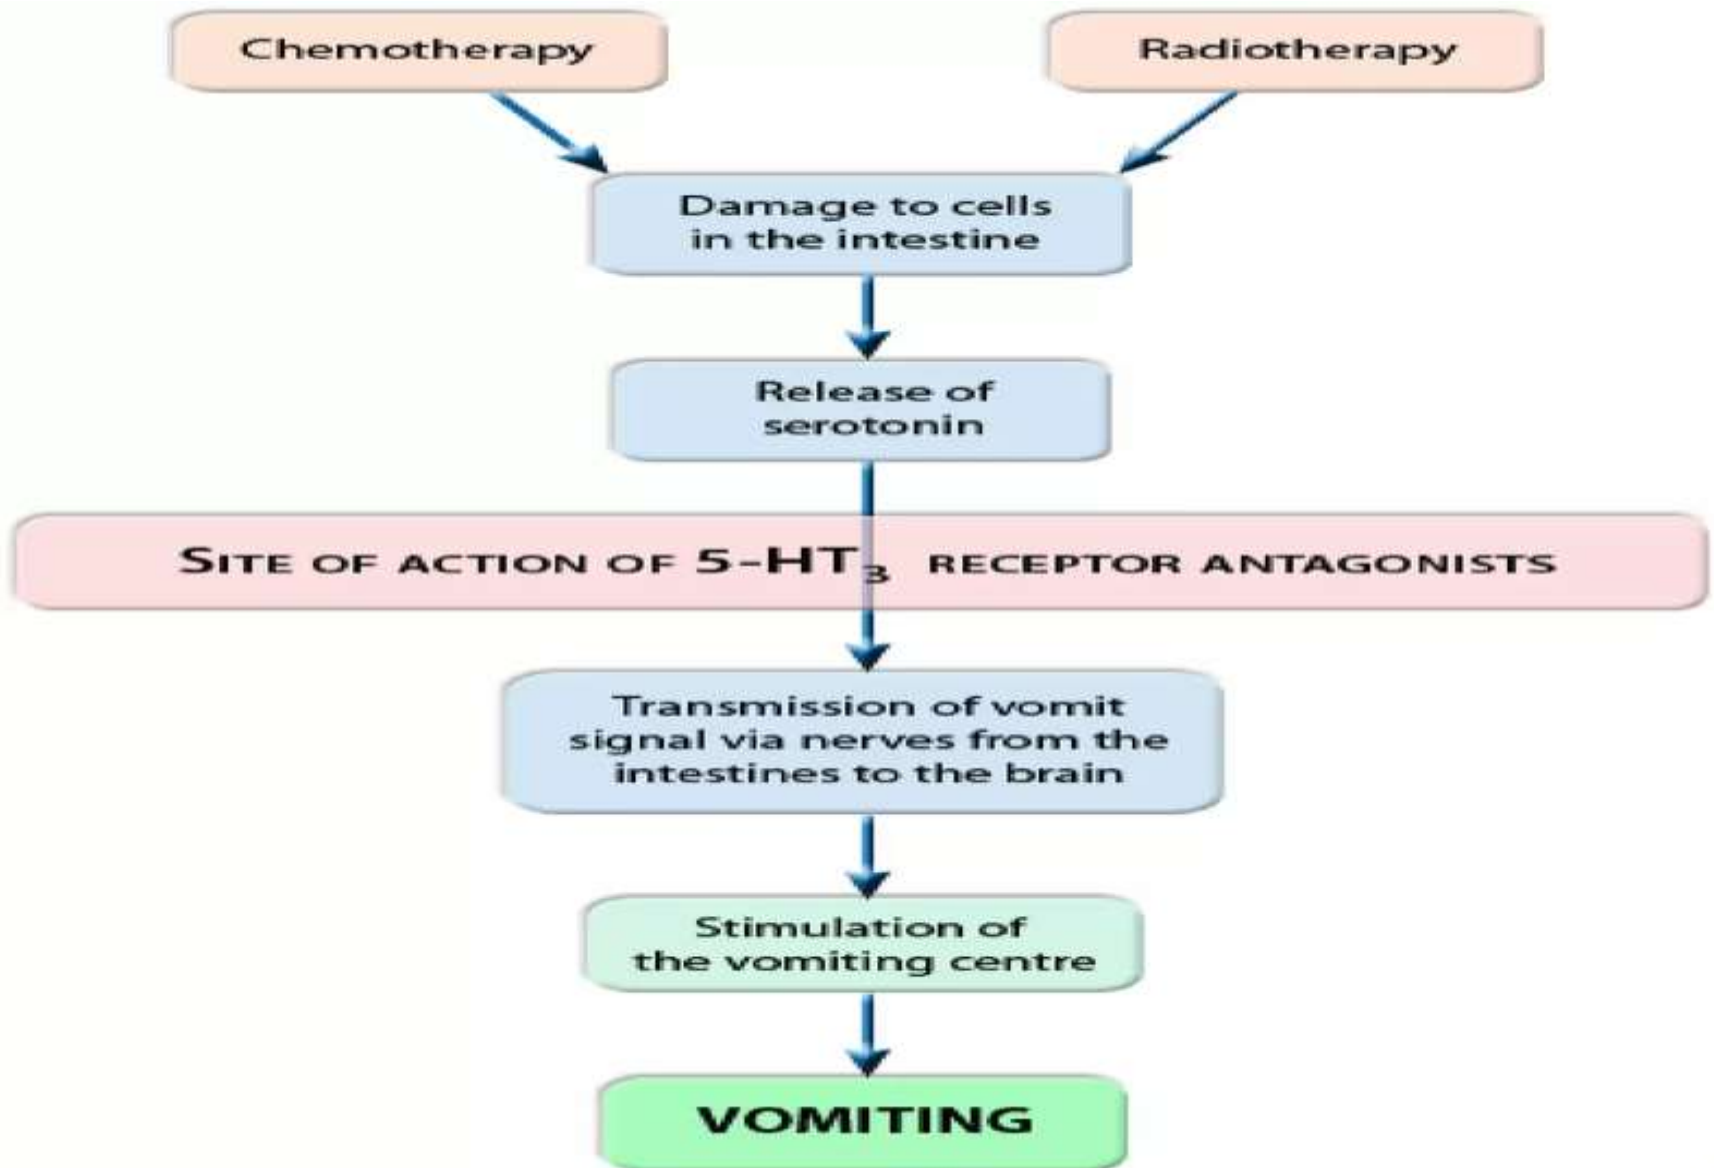 Chemotherapy
Radiotherapy
Damage to cells
in the intestine
Release of
serotonin
SITE OF ACTION OF 5-HT3 RECEPTOR ANTAGONISTS
Transmission of vomit
signal via nerves from the
intestines to the brain
Stimulation of
the vomiting centre
VOMITING